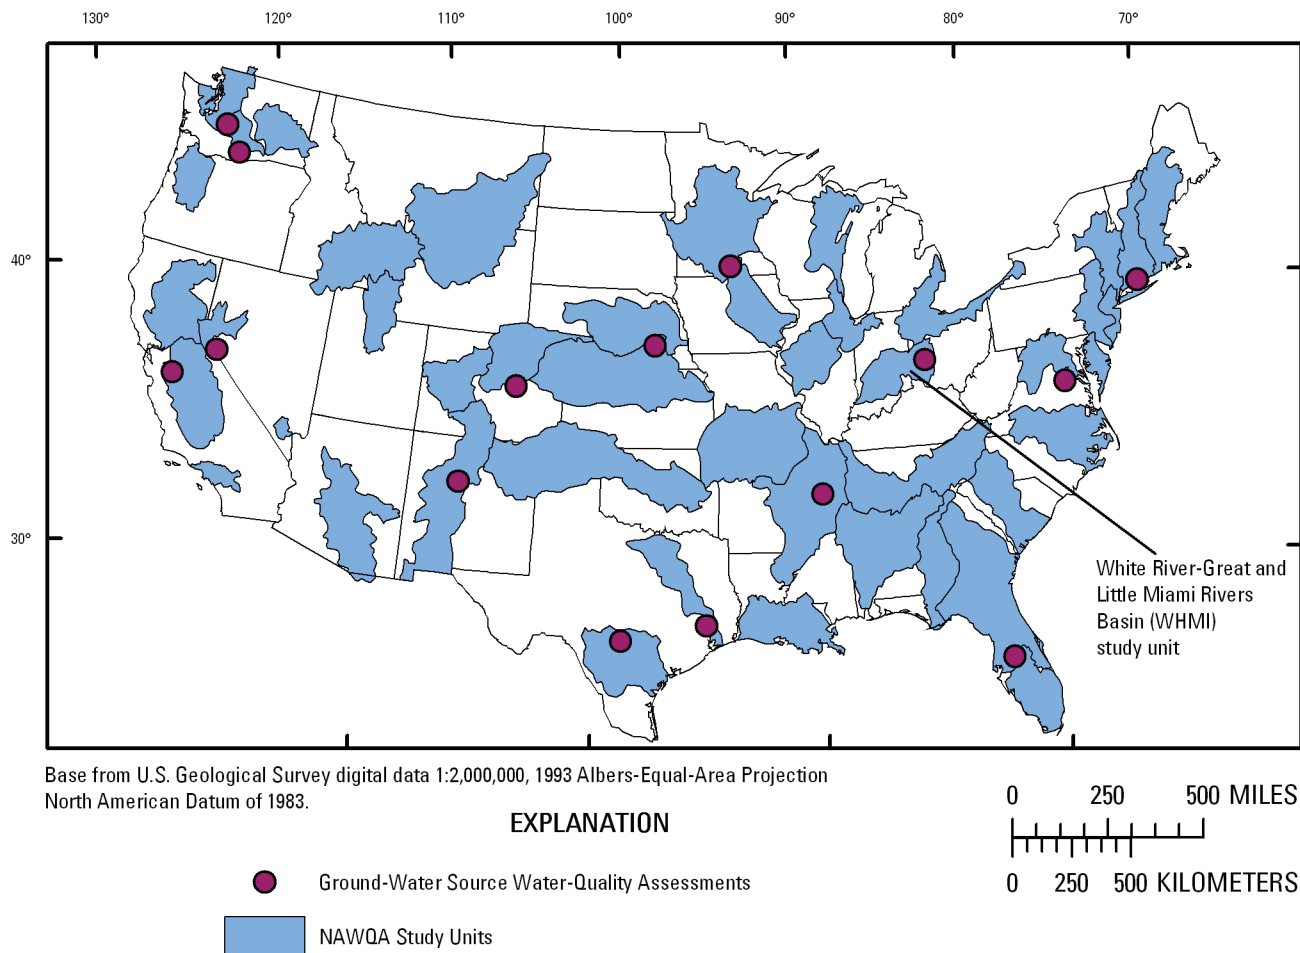 130° 120° 110° 100° 90° 80° 70°
40°
30°
White River-Great and
Little Miami Rivers
Basin (WHMI)
study unit
Base from U.S. Geological Survey digital data 1:2,000,000, 1993 Albers-Equal-Area Projection
North American Datum of 1983.
0 250 500 MILES
0 250 500 KILOMETERS
EXPLANATION
Ground-Water Source Water-Quality Assessments
NAWQA Study Units